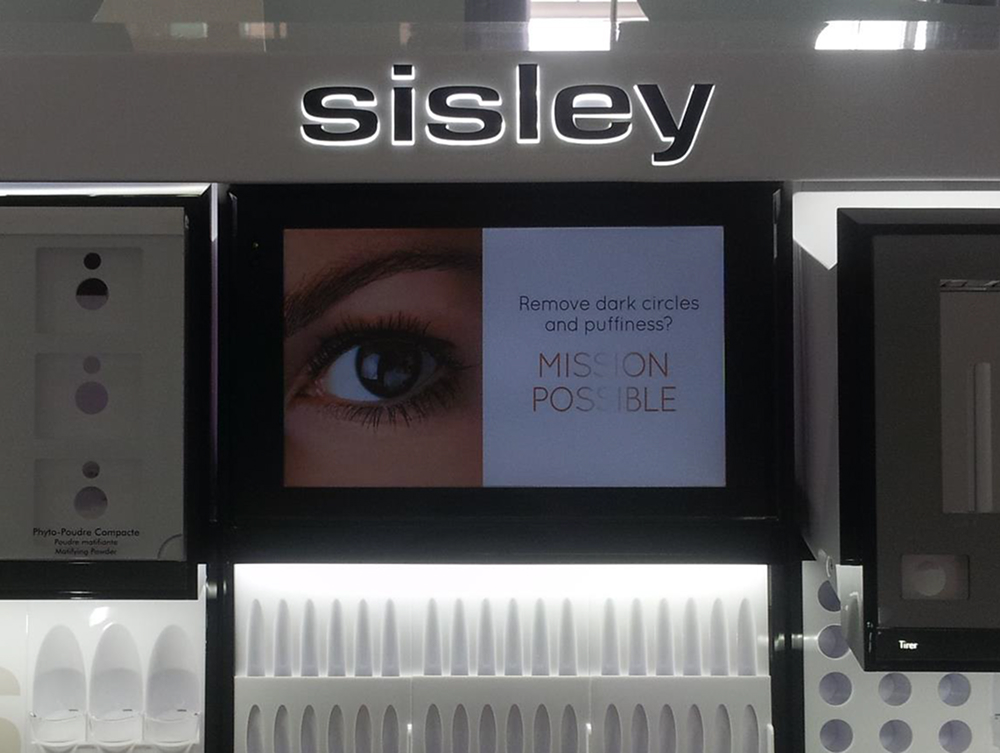 sisley
Remove dark circles
and puffiness?
MISSION
POSSIBLE
Phyto-Poudre Compacte
Poudre matifiante
Matifying Powder
Tirer